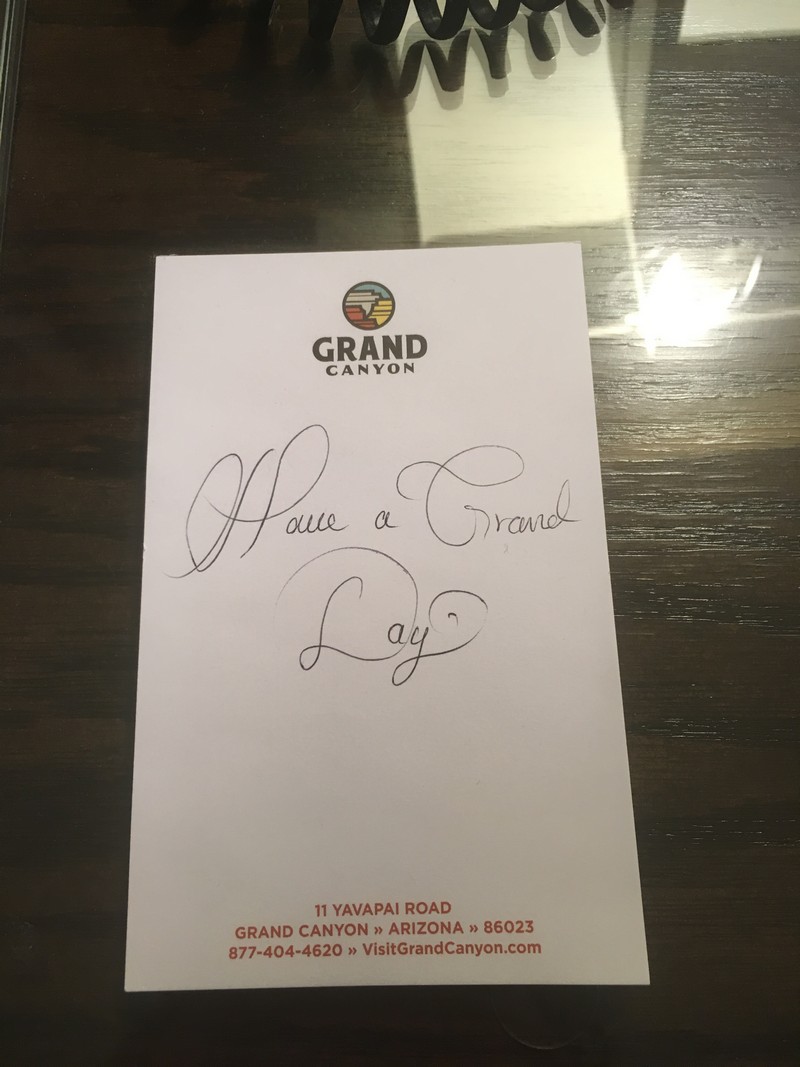 GRAND
CANYON
Have a Grand
Day
11 YAVAPAI ROAD
GRAND CANYON » ARIZONA » 86023
877-404-4620 » VisitGrandCanyon.com